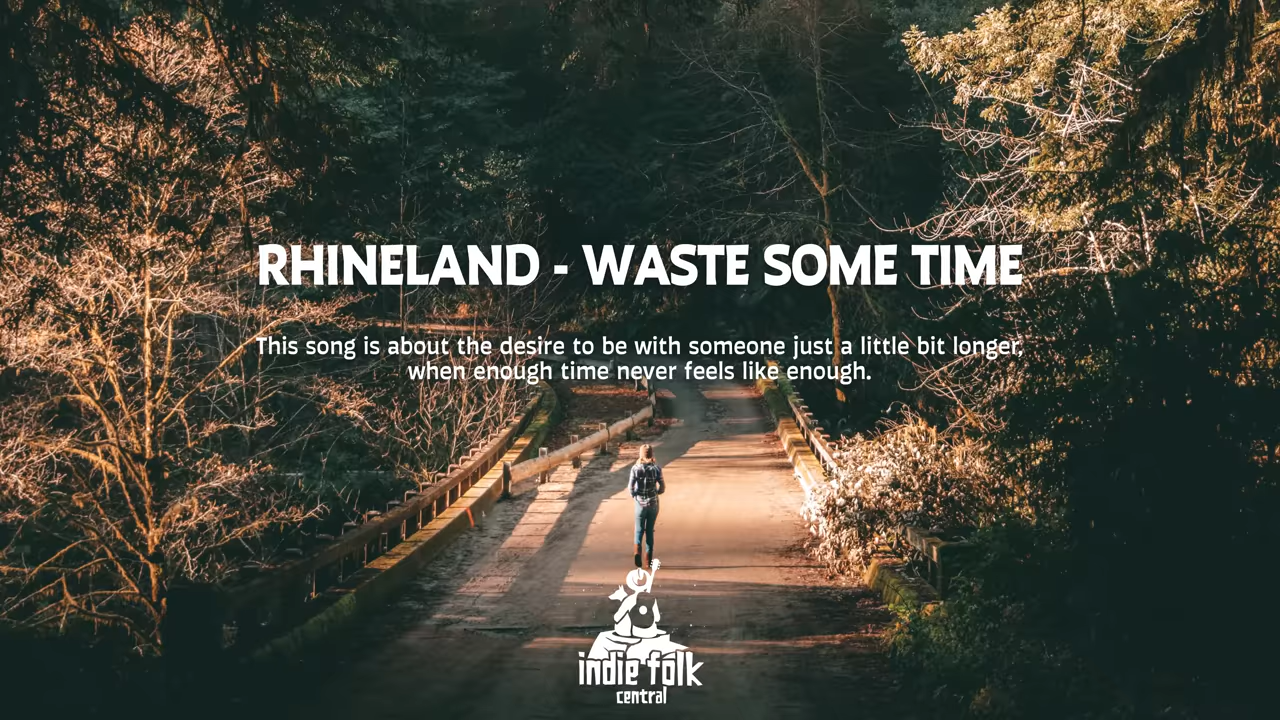 RHINELAND - WASTE SOME TIME
This song is about the desire to be with someone just a little bit longer,
when enough time never feels like enough.
indie folk
central